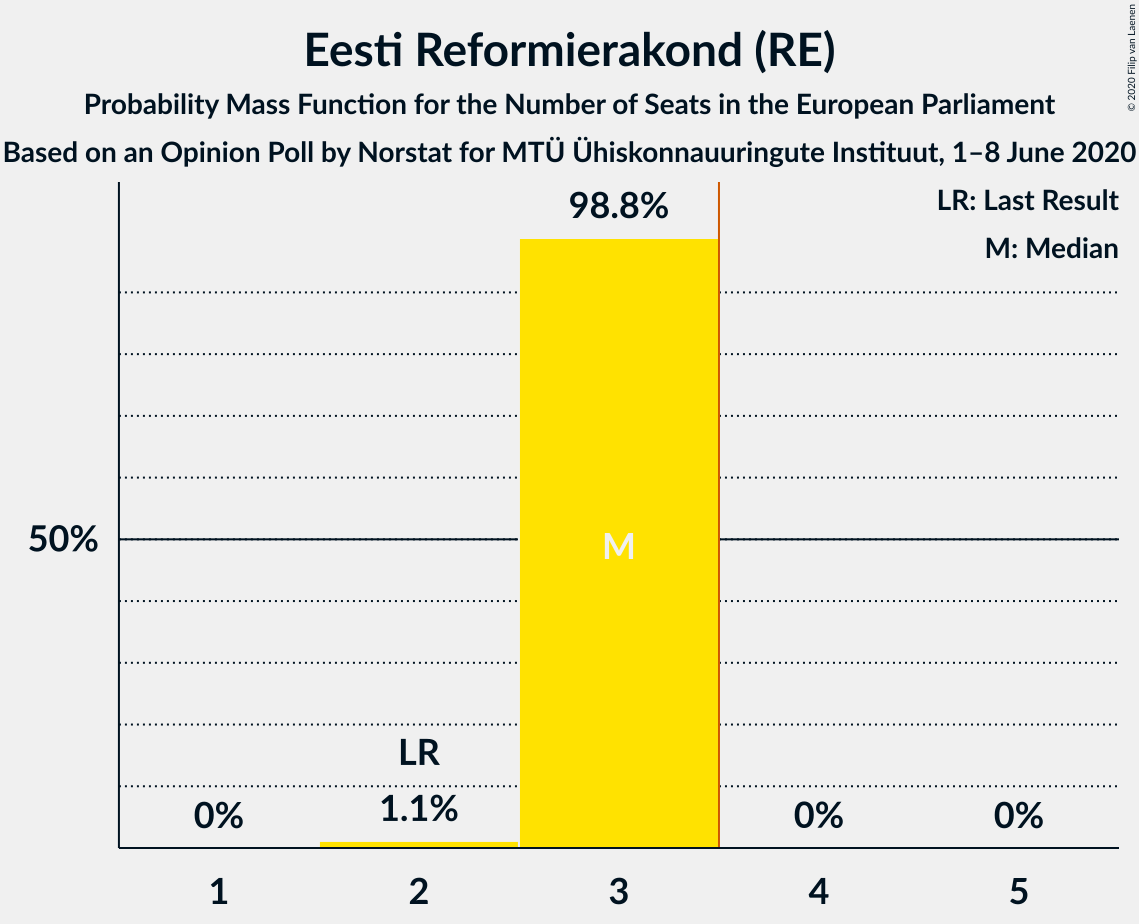 Eesti Reformierakond (RE)
Probability Mass Function for the Number of Seats in the European Parliament
Based on an Opinion Poll by Norstat for MTÜ Ühiskonnauuringute Instituut, 1–8 June 2020
© 2020 Filip van Laenen
LR: Last Result
M: Median
98.8%
50%
M
LR
0%
1.1%
0%
0%
1
2
3
4
5